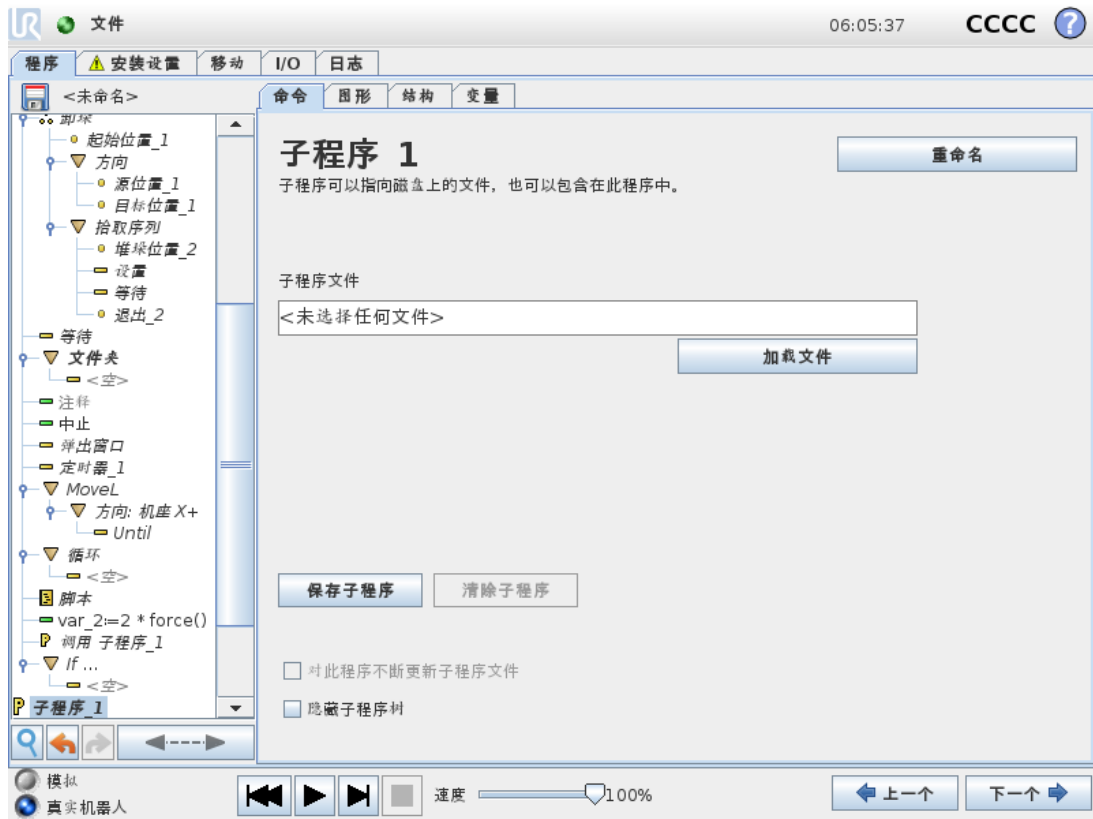 UR 文件 06:05:37 CCCC ?
程序 安装设置 移动 I/O 日志
<未命名> 命令 图形 结构 变量
卸垛
起始位置_1
方向
源位置_1
目标位置_1
拾取序列
堆垛位置_2
设置
等待
退出_2
等待
文件夹
<空>
注释
中止
弹出窗口
定时器_1
MoveL
方向: 机座 X+
Until
循环
<空>
脚本
var_2:=2 * force()
调用 子程序_1
If ...
<空>
子程序_1
子程序 1
重命名
子程序可以指向磁盘上的文件，也可以包含在此程序中。
子程序文件
<未选择任何文件>
加载文件
保存子程序 清除子程序
对此程序不断更新子程序文件
隐藏子程序树
模拟
真实机器人
速度 100%
上一个 下一个